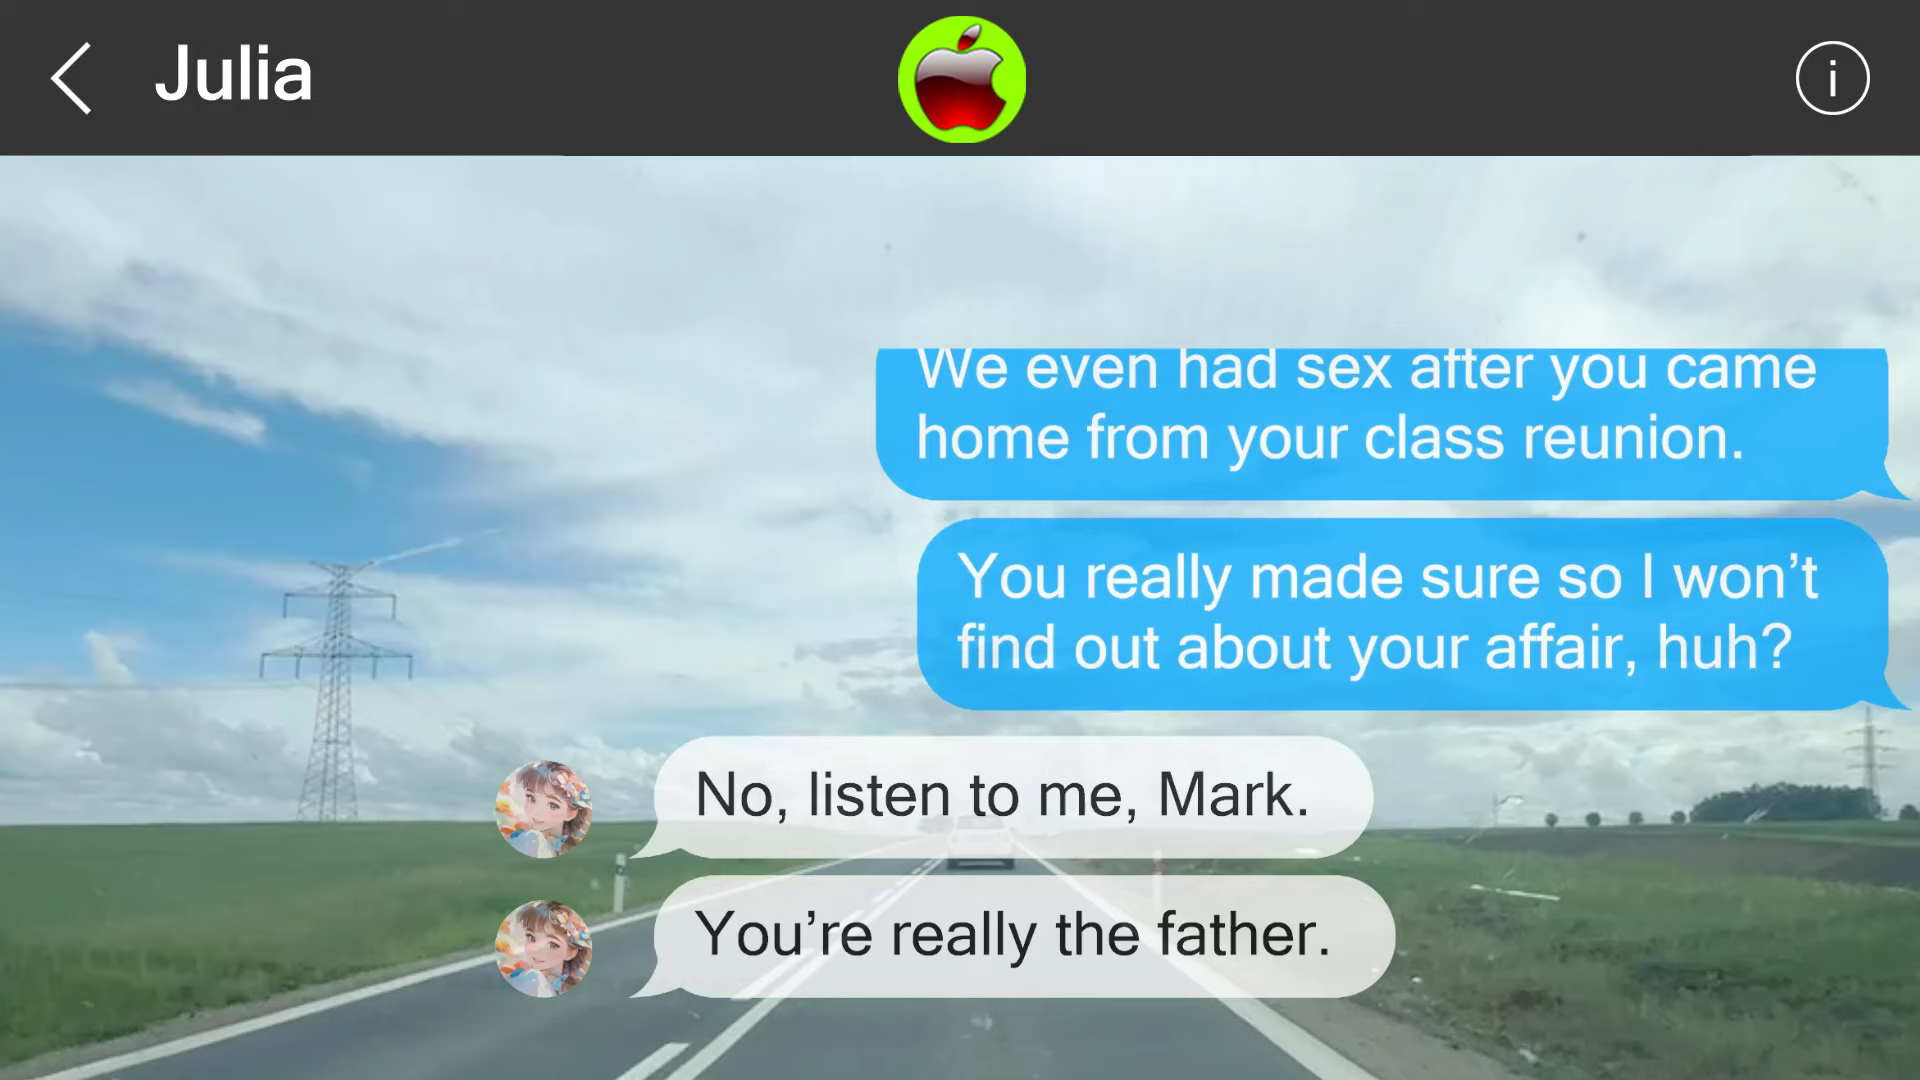 Julia
We even had sex after you came
home from your class reunion.
You really made sure so I won’t
find out about your affair, huh?
No, listen to me, Mark.
You’re really the father.